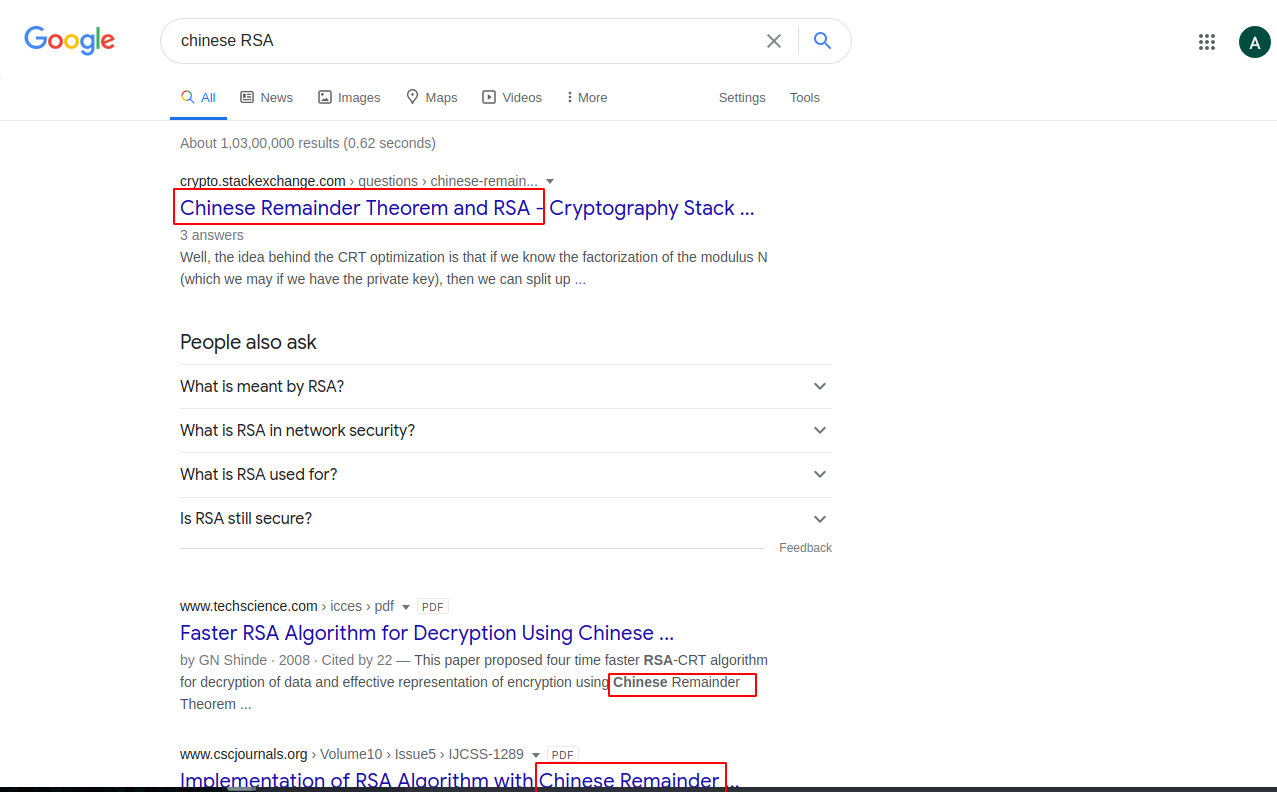 Google
chinese RSA
A
All News Images Maps Videos More Settings Tools
About 1,03,00,000 results (0.62 seconds)
crypto.stackexchange.com › questions › chinese-remain...
Chinese Remainder Theorem and RSA - Cryptography Stack ...
3 answers
Well, the idea behind the CRT optimization is that if we know the factorization of the modulus N
(which we may if we have the private key), then we can split up ...
People also ask
What is meant by RSA?
What is RSA in network security?
What is RSA used for?
Is RSA still secure?
Feedback
www.techscience.com › icces › pdf PDF
Faster RSA Algorithm for Decryption Using Chinese ...
by GN Shinde · 2008 · Cited by 22 — This paper proposed four time faster RSA-CRT algorithm
for decryption of data and effective representation of encryption using Chinese Remainder
Theorem ...
www.cscjournals.org › Volume10 › Issue5 › IJCSS-1289 PDF
Implementation of RSA Algorithm with Chinese Remainder ...